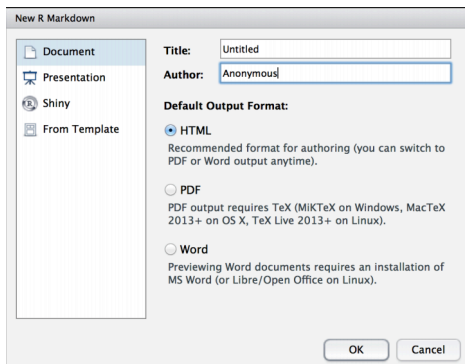 New R Markdown
Document
Presentation
Shiny
From Template
Title: Untitled
Author: Anonymous
Default Output Format:
HTML
Recommended format for authoring (you can switch to
PDF or Word output anytime).
PDF
PDF output requires TeX (MiKTeX on Windows, MacTeX
2013+ on OS X, TeX Live 2013+ on Linux).
Word
Previewing Word documents requires an installation of
MS Word (or Libre/Open Office on Linux).
OK Cancel